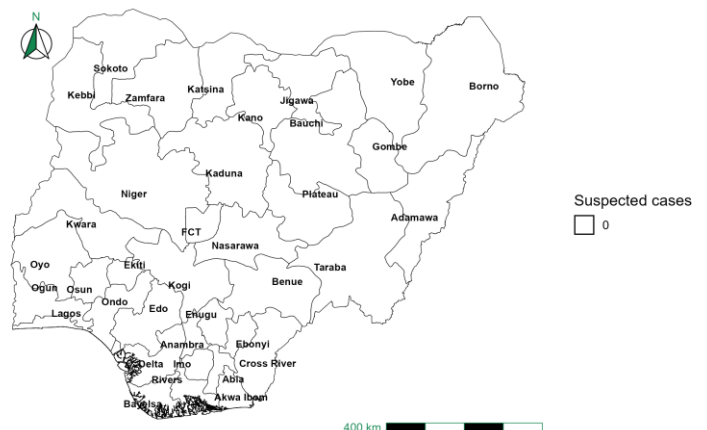 N
Sokoto
Kebbi
Zamfara
Katsina
Kano
Jigawa
Bauchi
Yobe
Borno
Gombe
Kaduna
Niger
Plateau
Adamawa
Kwara
FCT
Nasarawa
Suspected cases
0
Oyo
Ekiti
Taraba
Ogun
Osun
Kogi
Benue
Ondo
Edo
Enugu
Lagos
Anambra
Ebonyi
Delta
Imo
Cross River
Rivers
Abia
Bayelsa
Akwa Ibom
400 km